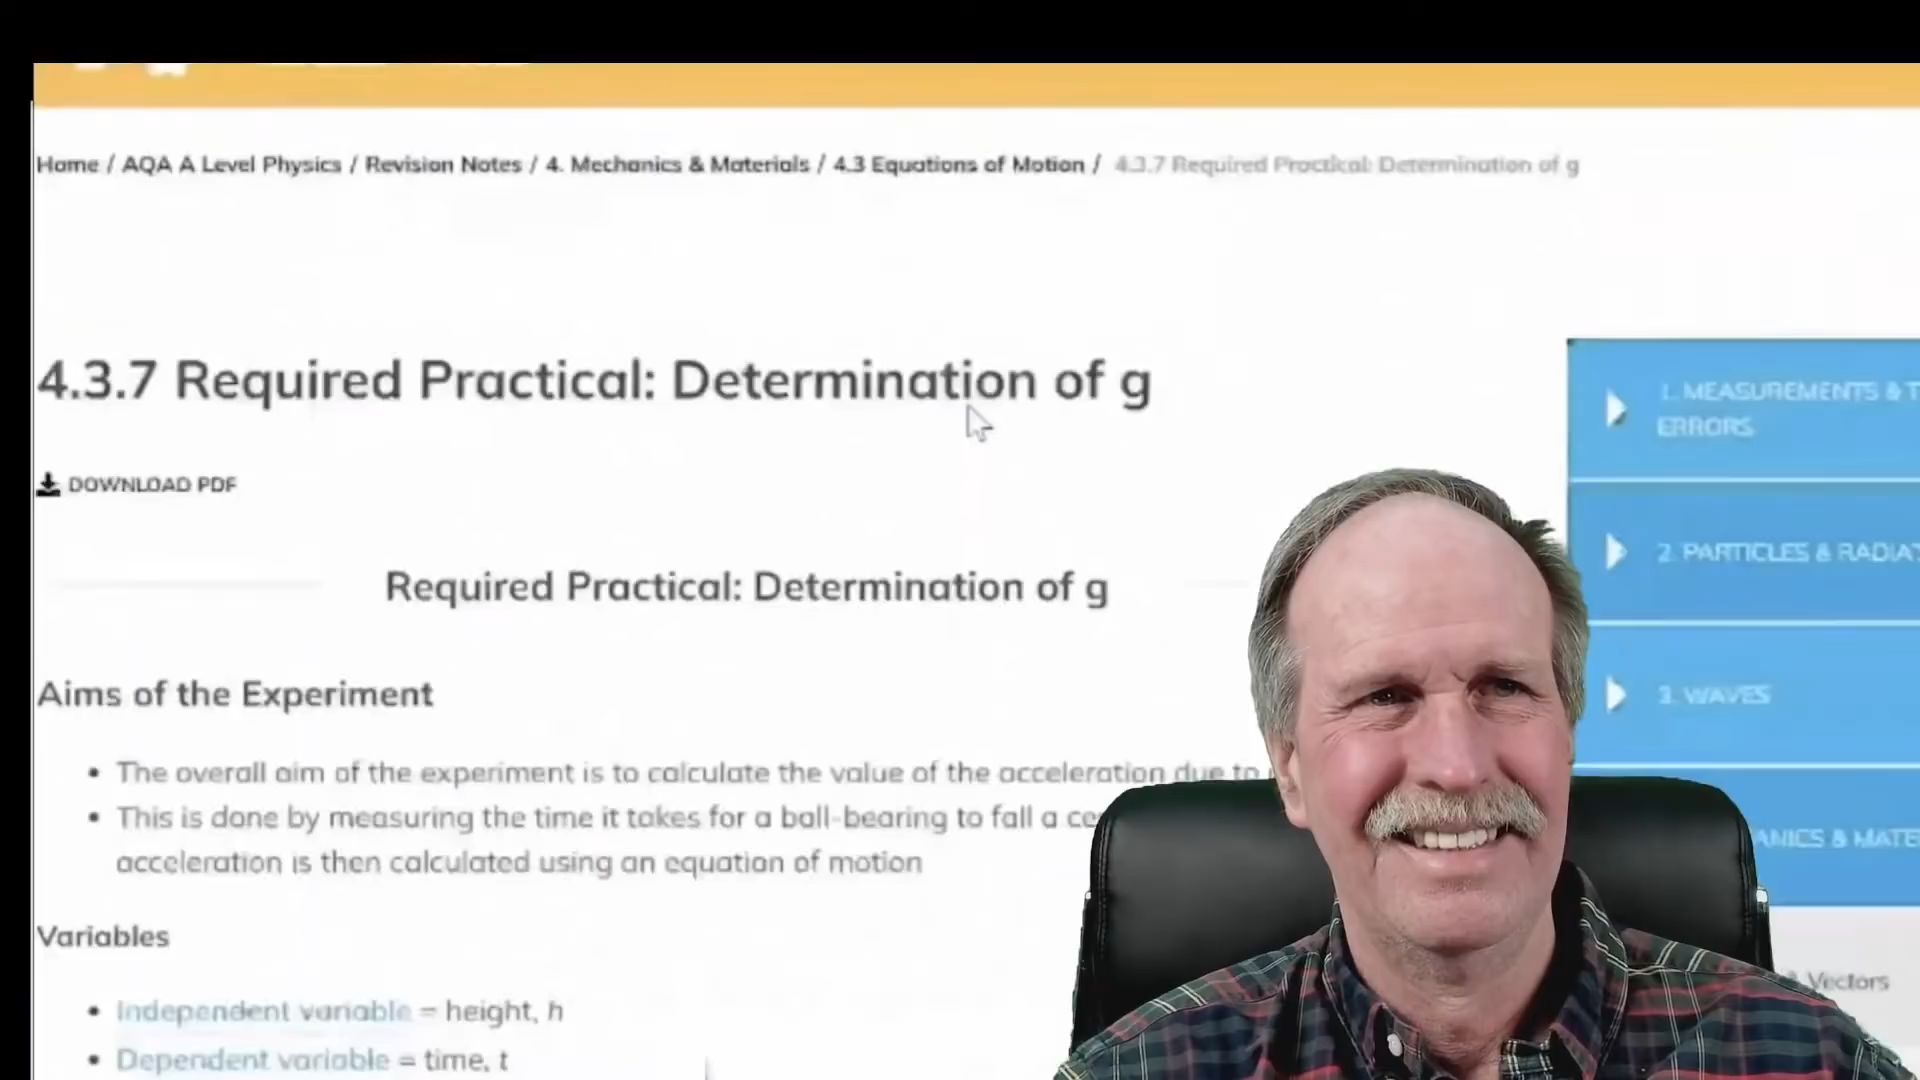 Home / AQA A Level Physics / Revision Notes / 4. Mechanics & Materials / 4.3 Equations of Motion / 4.3.7 Required Practical: Determination of g
4.3.7 Required Practical: Determination of g
DOWNLOAD PDF
Required Practical: Determination of g
Aims of the Experiment
The overall aim of the experiment is to calculate the value of the acceleration due to
This is done by measuring the time it takes for a ball-bearing to fall a
acceleration is then calculated using an equation of motion
Variables
Independent variable = height, h
Dependent variable = time, t
1. MEASUREMENTS &
ERRORS
2. PARTICLES &
3. WAVES
& 
Vectors